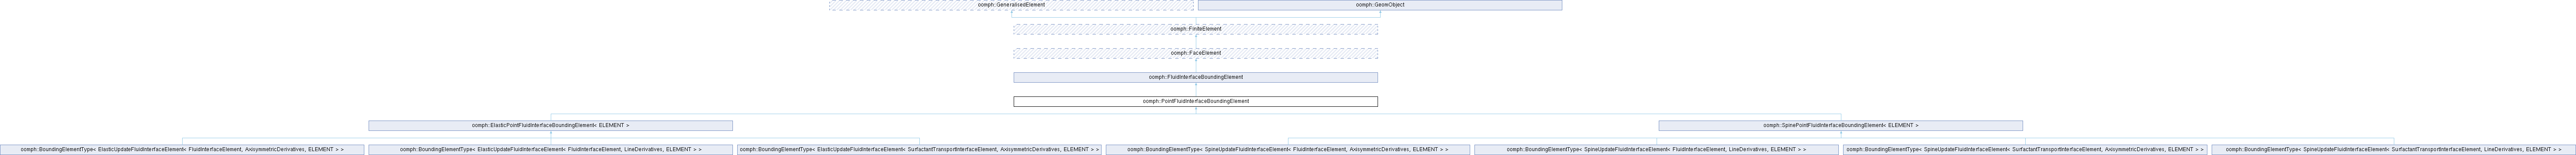 oomph::GeneralisedElement
oomph::GeomObject
oomph::FiniteElement
oomph::FaceElement
oomph::FluidInterfaceBoundingElement
oomph::PointFluidInterfaceBoundingElement
oomph::ElasticPointFluidInterfaceBoundingElement< ELEMENT >
oomph::SpinePointFluidInterfaceBoundingElement< ELEMENT >
oomph::BoundingElementType< ElasticUpdateFluidInterfaceElement< FluidInterfaceElement, AxisymmetricDerivatives, ELEMENT > >
oomph::BoundingElementType< ElasticUpdateFluidInterfaceElement< FluidInterfaceElement, LineDerivatives, ELEMENT > >
oomph::BoundingElementType< ElasticUpdateFluidInterfaceElement< SurfactantTransportInterfaceElement, AxisymmetricDerivatives, ELEMENT > >
oomph::BoundingElementType< SpineUpdateFluidInterfaceElement< FluidInterfaceElement, AxisymmetricDerivatives, ELEMENT > >
oomph::BoundingElementType< SpineUpdateFluidInterfaceElement< FluidInterfaceElement, LineDerivatives, ELEMENT > >
oomph::BoundingElementType< SpineUpdateFluidInterfaceElement< SurfactantTransportInterfaceElement, AxisymmetricDerivatives, ELEMENT > >
oomph::BoundingElementType< SpineUpdateFluidInterfaceElement< SurfactantTransportInterfaceElement, LineDerivatives, ELEMENT > >